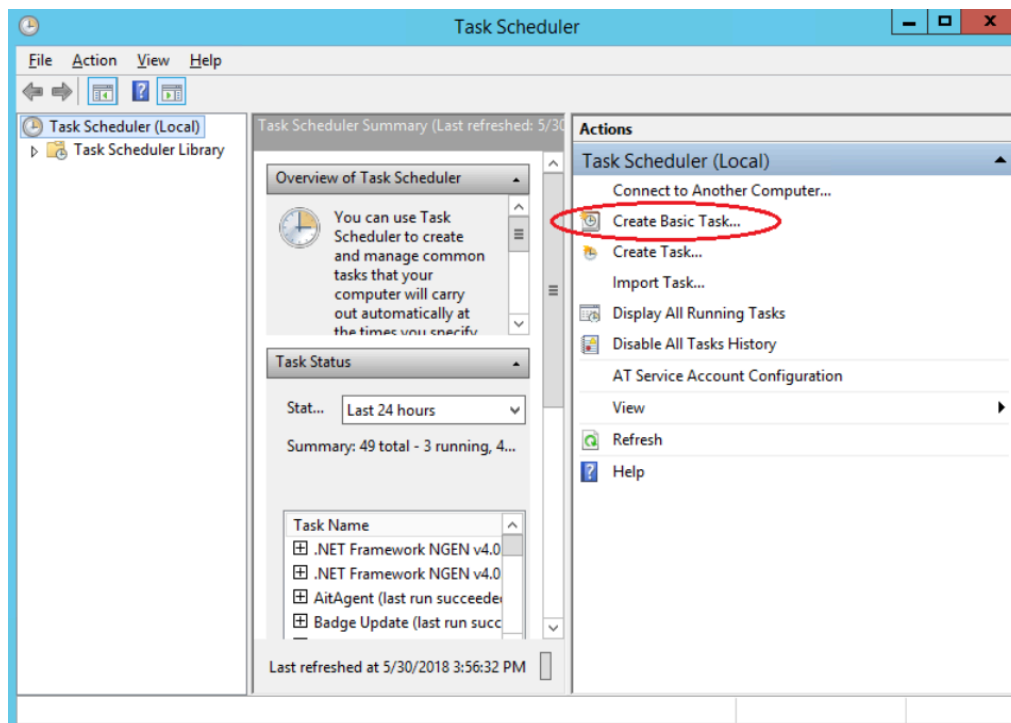 Task Scheduler
File Action View Help
Task Scheduler (Local)
Task Scheduler Library
Task Scheduler Summary (Last refreshed: 5/30
Overview of Task Scheduler
You can use Task
Scheduler to create
and manage common
tasks that your
computer will carry
out automatically at
the times you specify
Task Status
Stat...
Last 24 hours
Summary: 49 total - 3 running, 4...
Task Name
.NET Framework NGEN v4.0
.NET Framework NGEN v4.0
AitAgent (last run succeede
Badge Update (last run succ
Last refreshed at 5/30/2018 3:56:32 PM
Actions
Task Scheduler (Local)
Connect to Another Computer...
Create Basic Task...
Create Task...
Import Task...
Display All Running Tasks
Disable All Tasks History
AT Service Account Configuration
View
Refresh
Help